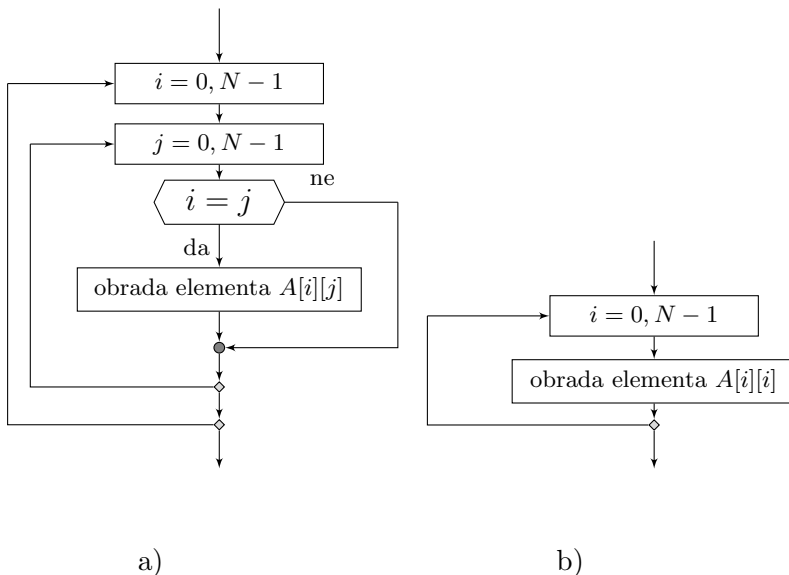 i = 0, N − 1
j = 0, N − 1
i = j
ne
da
obrada elementa A[i][j]
a)
i = 0, N − 1
obrada elementa A[i][i]
b)